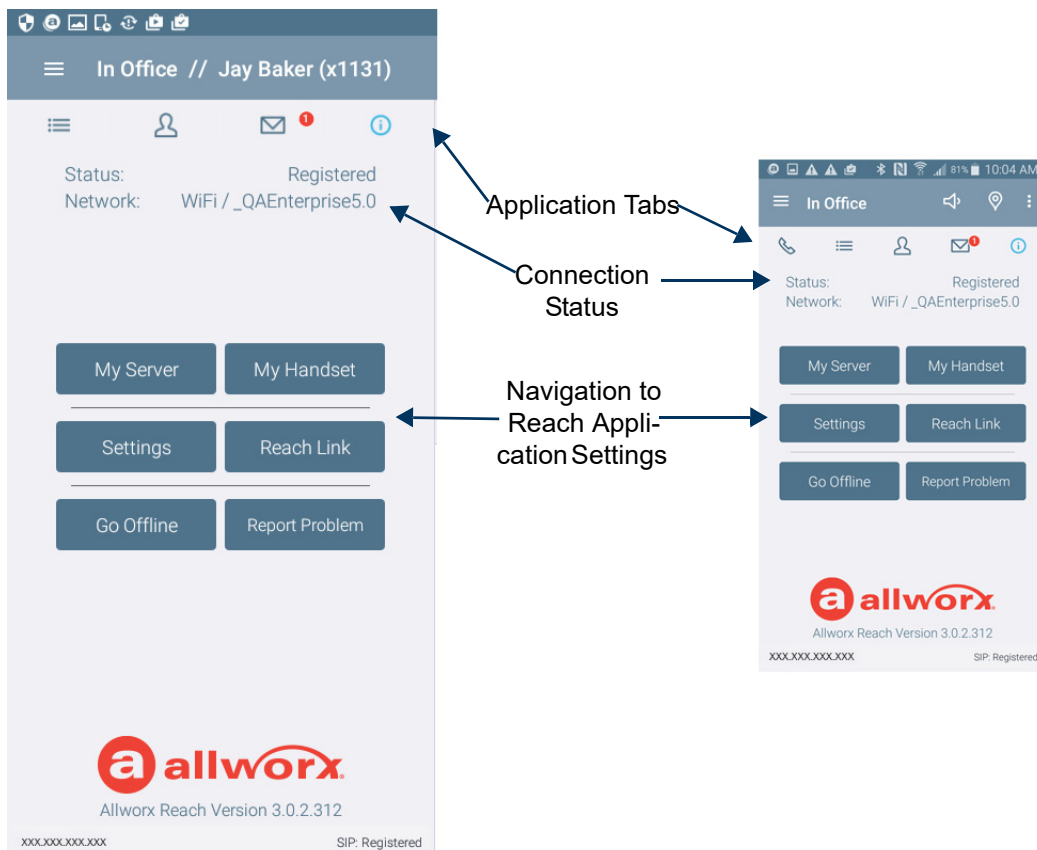 In Office // Jay Baker (x1131)
1
Status: Registered
Network: WiFi / _QAEnterprise5.0
My Server My Handset
Settings Reach Link
Go Offline Report Problem
a allworx.
Allworx Reach Version 3.0.2.312
XXX.XXX.XXX.XXX SIP: Registered
Application Tabs
Connection
Status
Navigation to
Reach Appli-
cation Settings
81% 10:04 AM
In Office
1
Status: Registered
Network: WiFi / _QAEnterprise5.0
My Server My Handset
Settings Reach Link
Go Offline Report Problem
a allworx.
Allworx Reach Version 3.0.2.312
XXX.XXX.XXX.XXX SIP: Registered